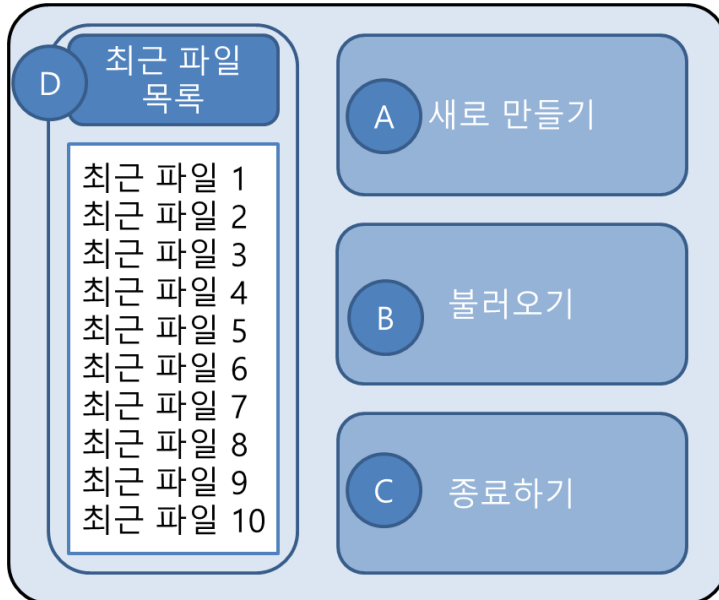 D
최근 파일
목록
최근 파일 1
최근 파일 2
최근 파일 3
최근 파일 4
최근 파일 5
최근 파일 6
최근 파일 7
최근 파일 8
최근 파일 9
최근 파일 10
A 새로 만들기
B 불러오기
C 종료하기